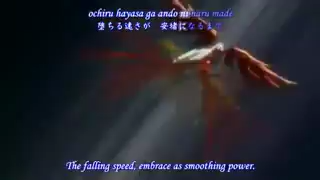 ochiru hayasa ga ando ni naru made
堕ちる速さが 安緒になるまで
The falling speed, embrace as smoothing power.